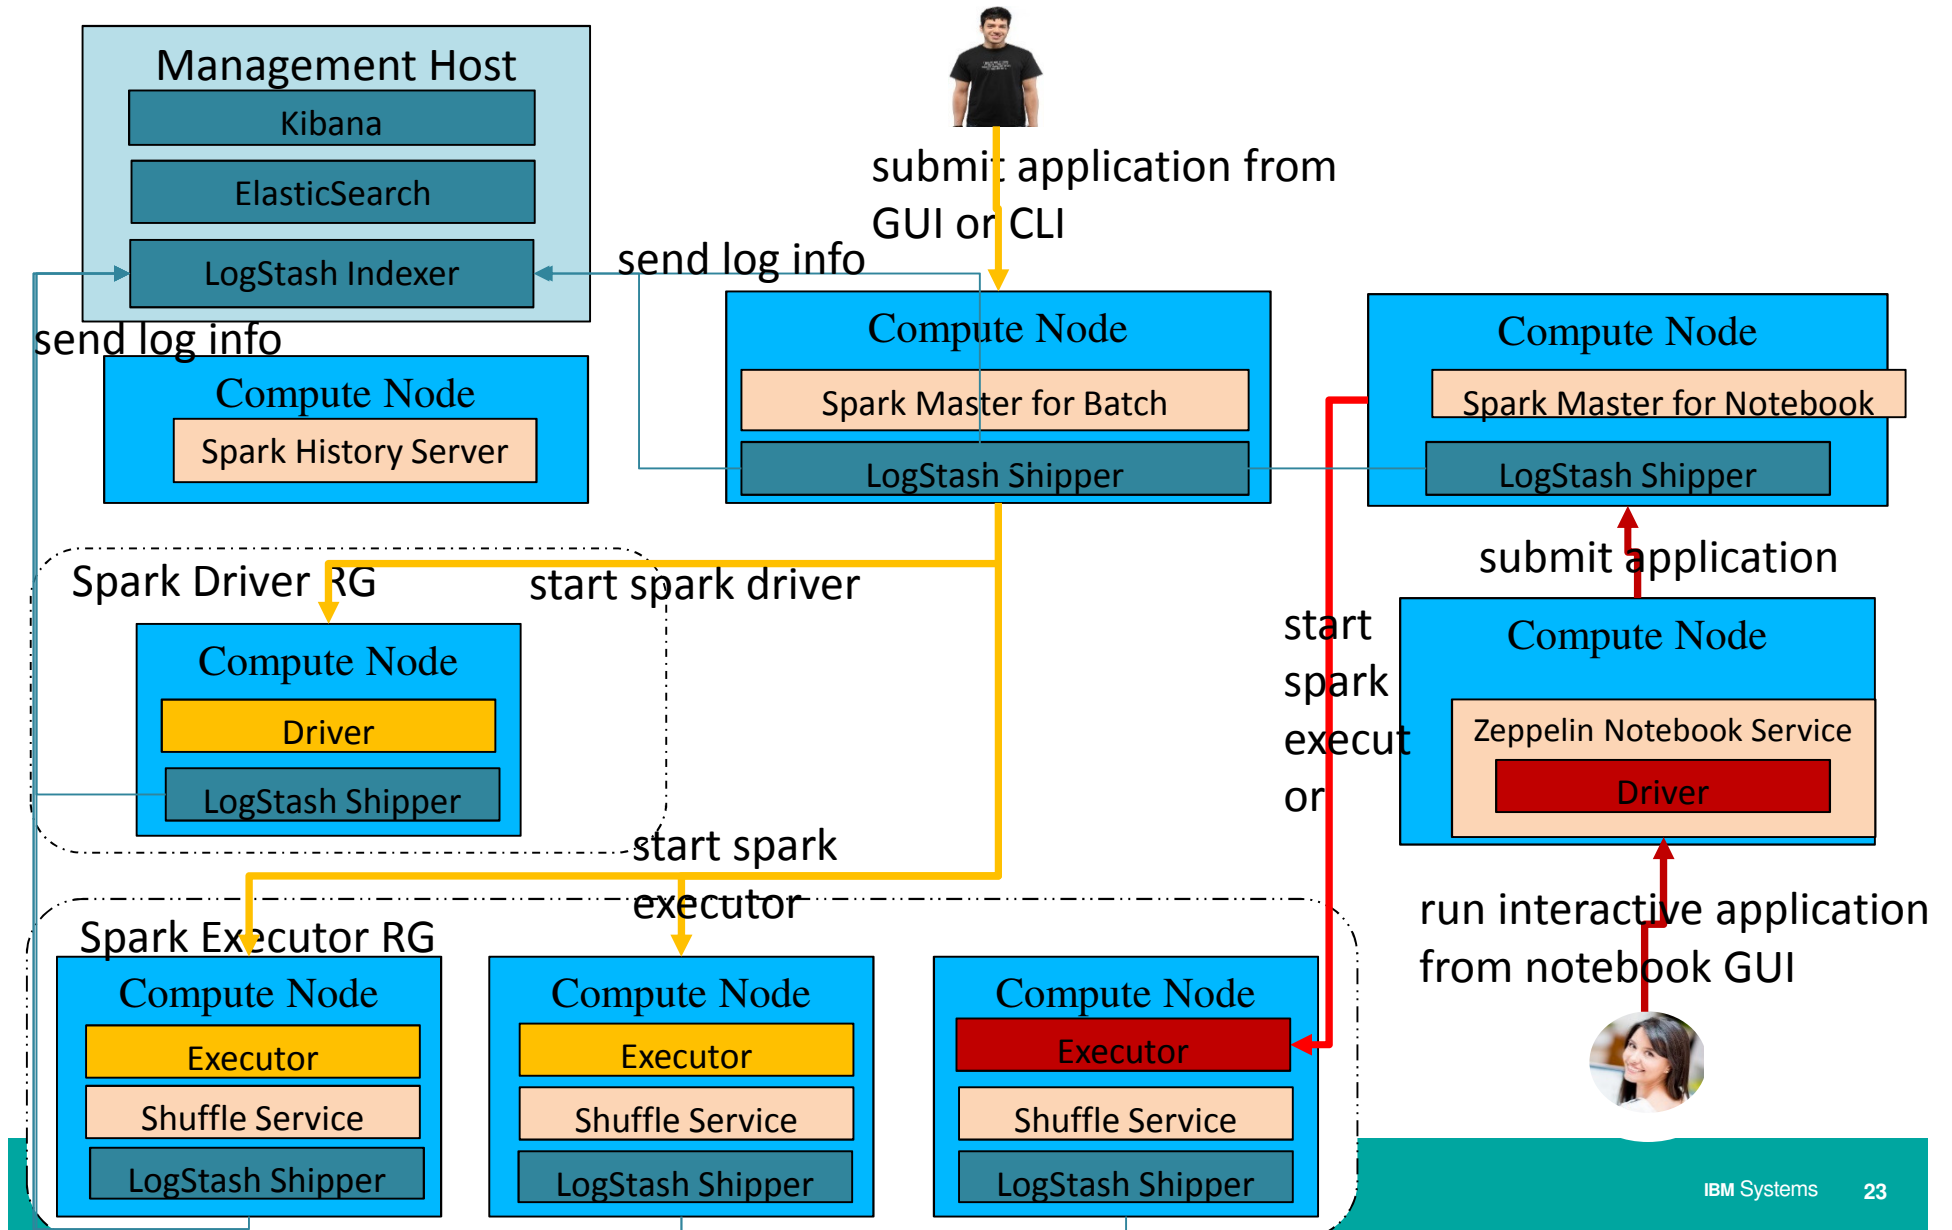 Management Host
Kibana
ElasticSearch
LogStash Indexer
submit application from
GUI or CLI
send log info
send log info
Compute Node
Spark History Server
Compute Node
Spark Master for Batch
LogStash Shipper
Compute Node
Spark Master for Notebook
LogStash Shipper
submit application
Spark Driver RG
start spark driver
Compute Node
Driver
LogStash Shipper
start
spark
execut
or
Compute Node
Zeppelin Notebook Service
Driver
start spark
executor
run interactive application
from notebook GUI
Spark Executor RG
Compute Node
Executor
Shuffle Service
LogStash Shipper
Compute Node
Executor
Shuffle Service
LogStash Shipper
Compute Node
Executor
Shuffle Service
LogStash Shipper
IBM Systems 23